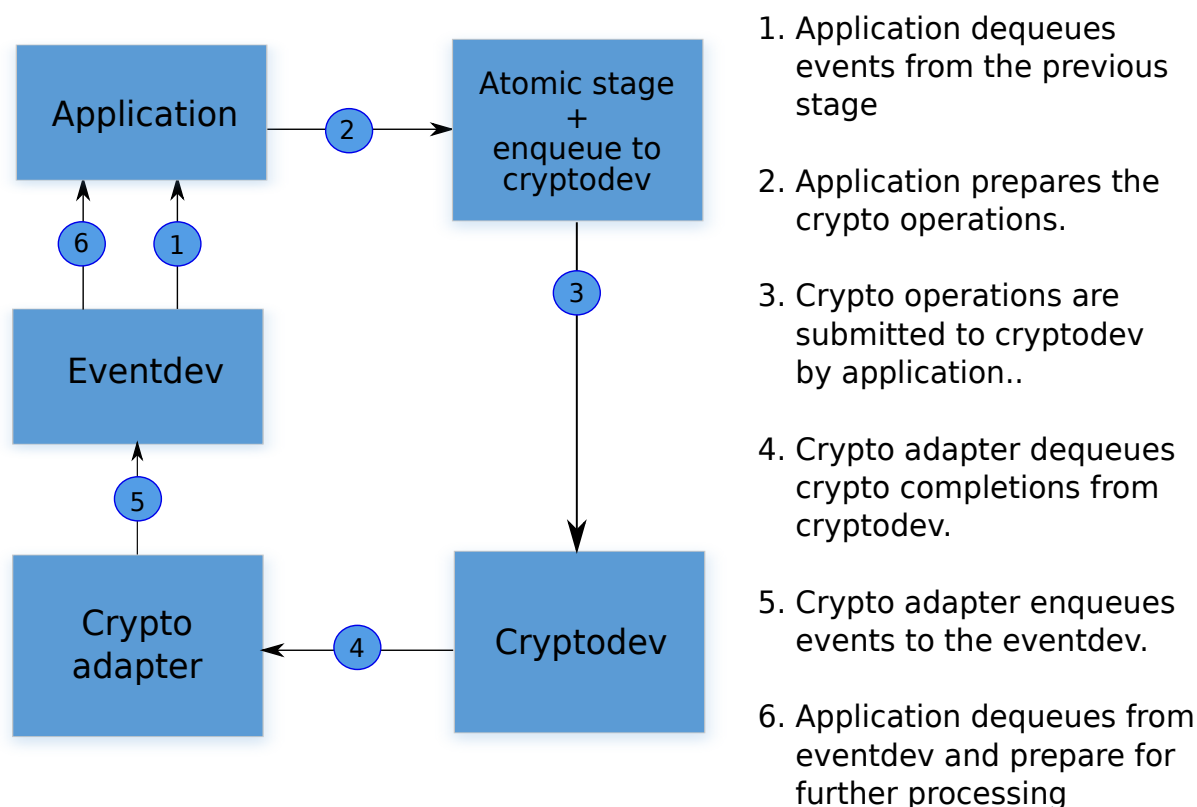 Application
2
Atomic stage
+
enqueue to
cryptodev
6
1
3
Eventdev
5
Crypto
adapter
4
Cryptodev
1. Application dequeues
events from the previous
stage
2. Application prepares the
crypto operations.
3. Crypto operations are
submitted to cryptodev
by application..
4. Crypto adapter dequeues
crypto completions from
cryptodev.
5. Crypto adapter enqueues
events to the eventdev.
6. Application dequeues from
eventdev and prepare for
further processing